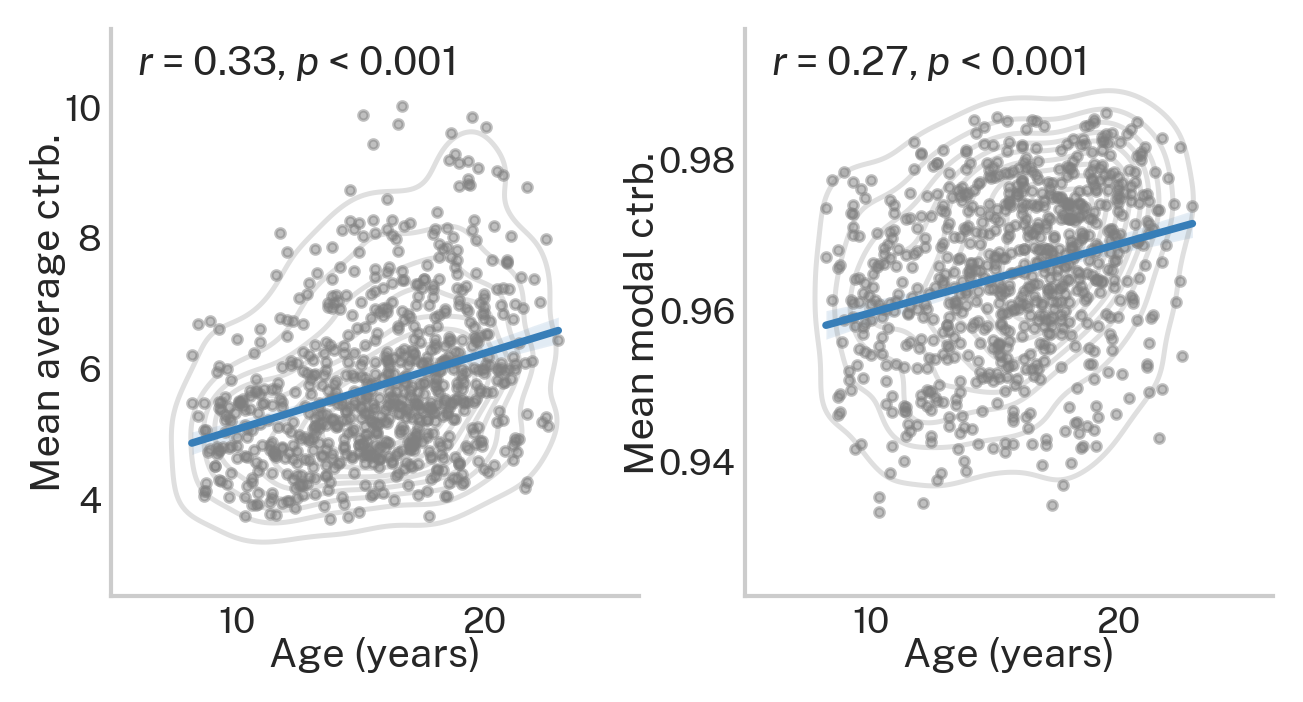 r = 0.33, p < 0.001
10
8
6
4
Mean average ctrb.
10
20
Age (years)
r = 0.27, p < 0.001
0.98
0.96
0.94
Mean modal ctrb.
10
20
Age (years)